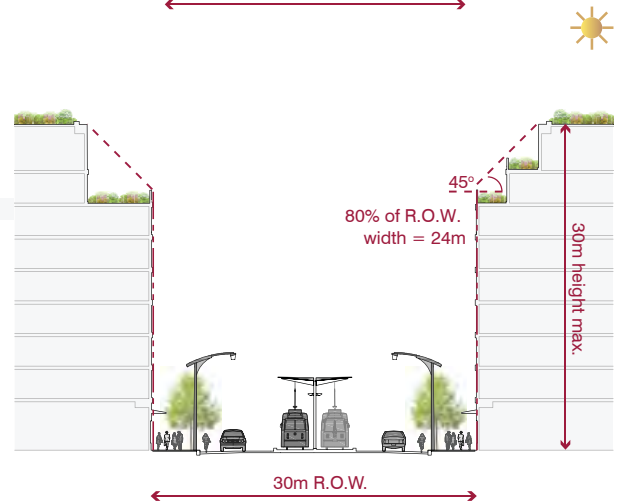 45°
80% of R.O.W.
width = 24m
30m height max.
30m R.O.W.